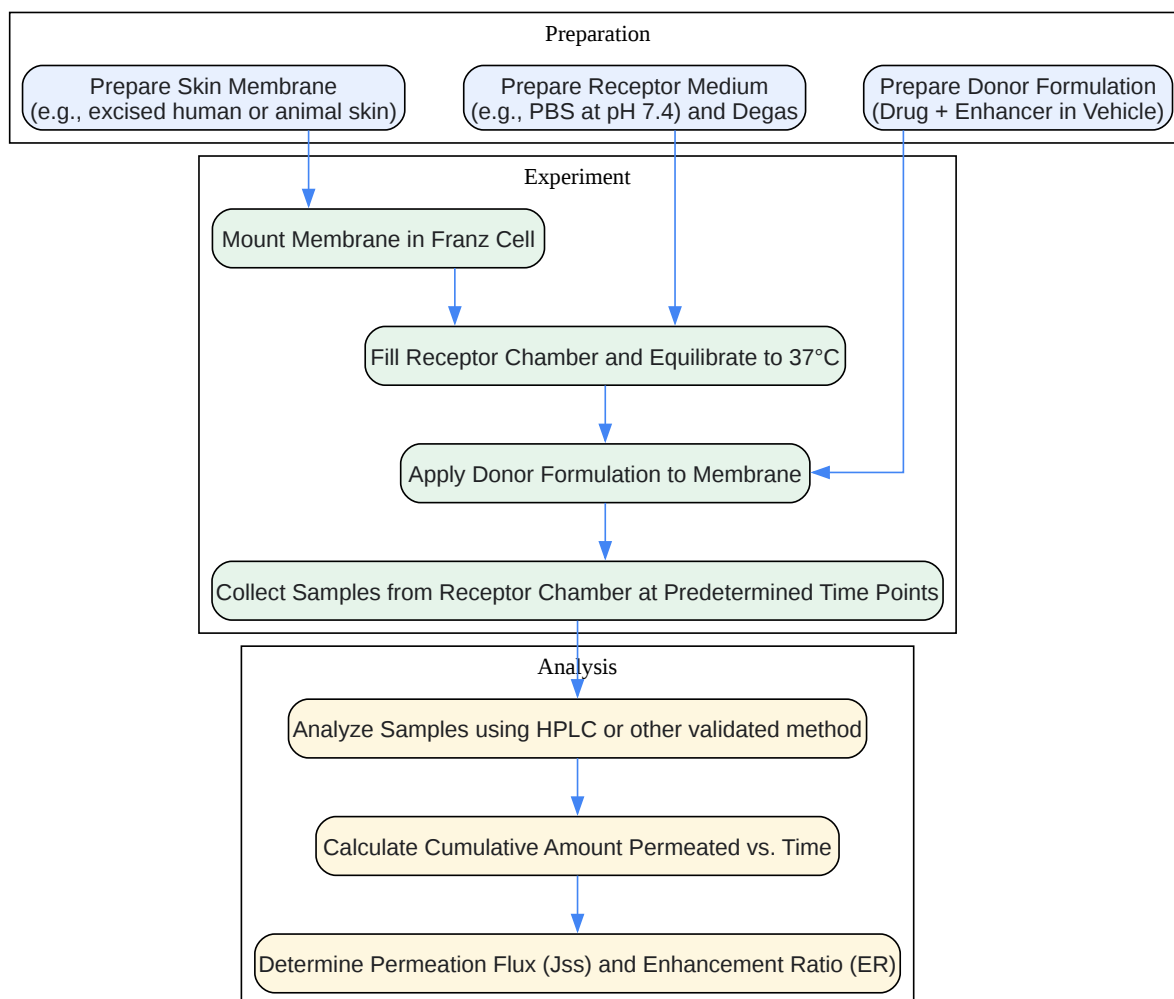 Preparation
Prepare Skin Membrane
(e.g., excised human or animal skin)
Prepare Receptor Medium
(e.g., PBS at pH 7.4) and Degas
Prepare Donor Formulation
(Drug + Enhancer in Vehicle)
Experiment
Mount Membrane in Franz Cell
Fill Receptor Chamber and Equilibrate to 37°C
Apply Donor Formulation to Membrane
Collect Samples from Receptor Chamber at Predetermined Time Points
Analysis
Analyze Samples using HPLC or other validated method
Calculate Cumulative Amount Permeated vs. Time
Determine Permeation Flux (Jss) and Enhancement Ratio (ER)